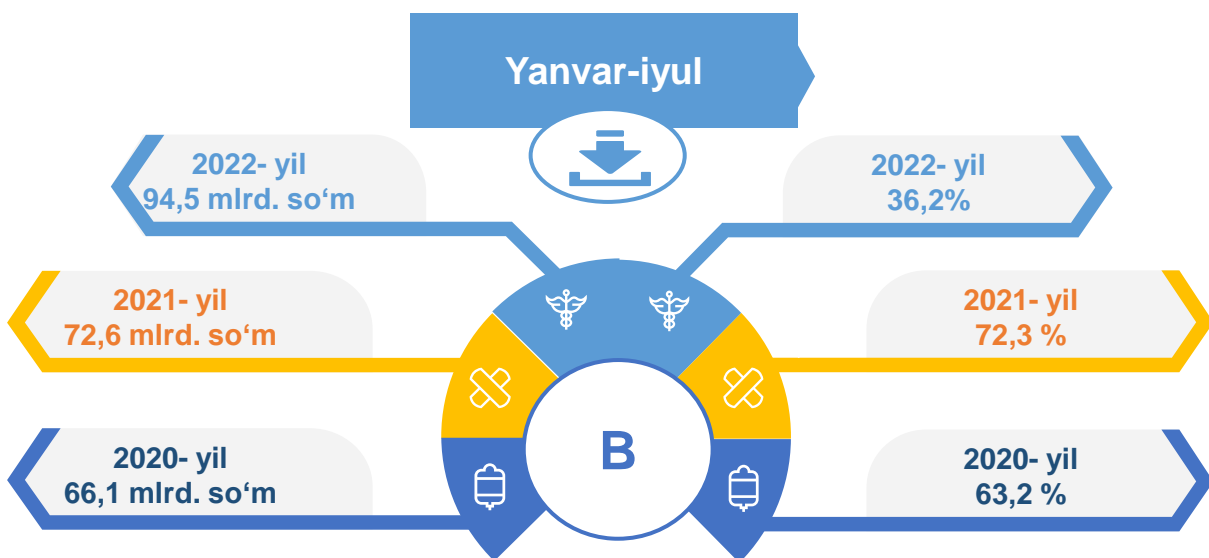 Yanvar-iyul
2022- yil
94,5 mlrd. so‘m
2022- yil
36,2%
2021- yil
72,6 mlrd. so‘m
2021- yil
72,3 %
B
2020- yil
66,1 mlrd. so‘m
2020- yil
63,2 %